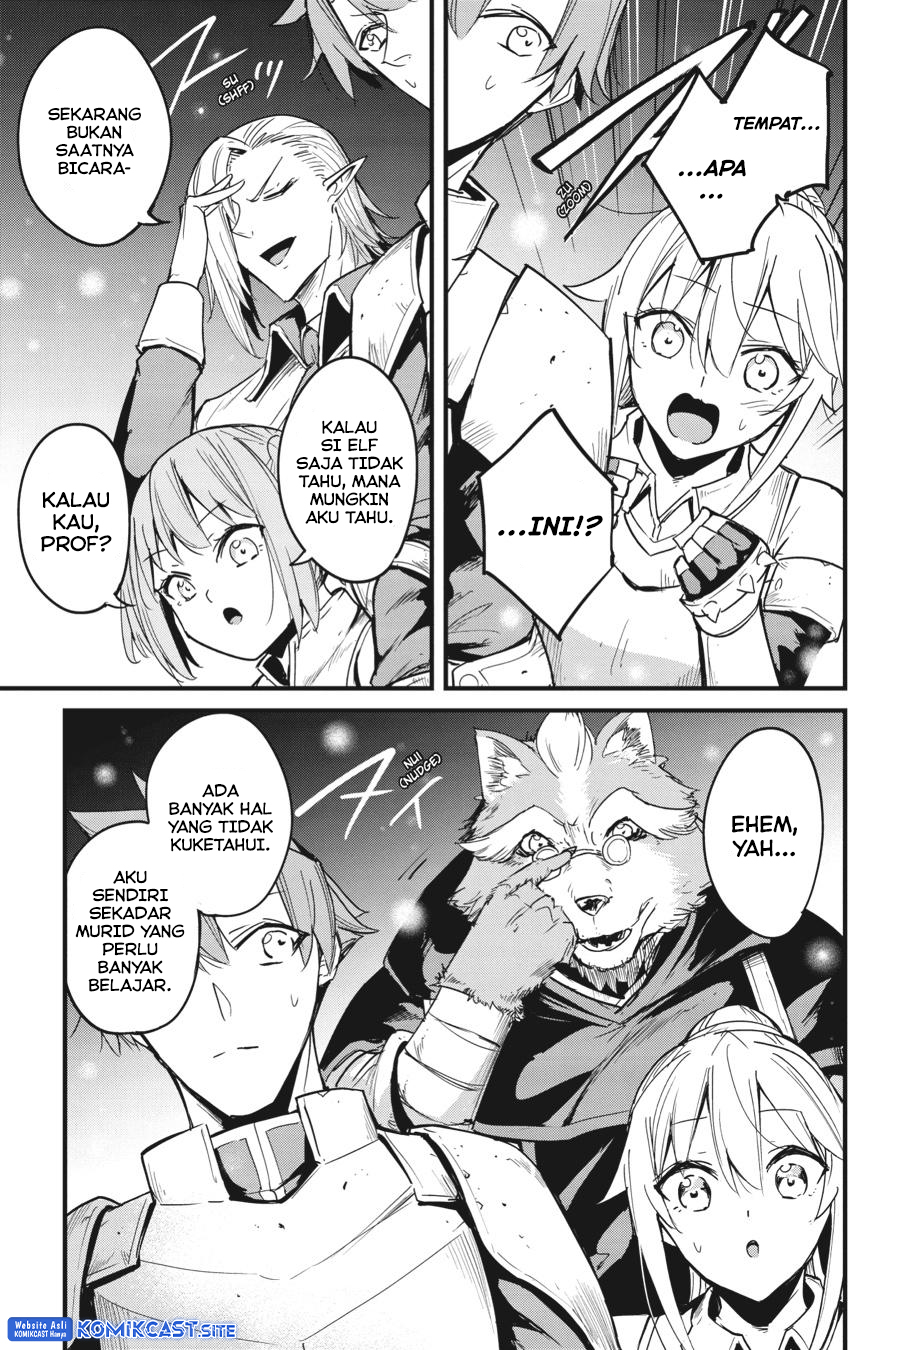 TEMPAT...
...APA
...
ZU
(ZOOM)
...INI!?
SU
(SHFF)
SEKARANG
BUKAN
SAATNYA
BICARA-
KALAU
SI ELF
SAJA TIDAK
TAHU, MANA
MUNGKIN
AKU TAHU.
KALAU
KAU,
PROF?
EHEM,
YAH...
NUI
(NUDGE)
ADA
BANYAK HAL
YANG TIDAK
KUKETAHUI.
AKU
SENDIRI
SEKADAR
MURID YANG
PERLU
BANYAK
BELAJAR.
Website Asli
KOMIKCAST Hanya
KOMIKCAST.SITE